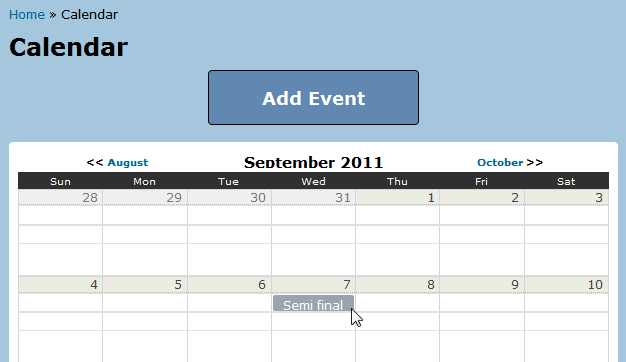 Home » Calendar
Calendar
Add Event
<< August September 2011 October >>
Sun Mon Tue Wed Thu Fri Sat
28 29 30 31 1 2 3
4 5 6 7 8 9 10
Semi final